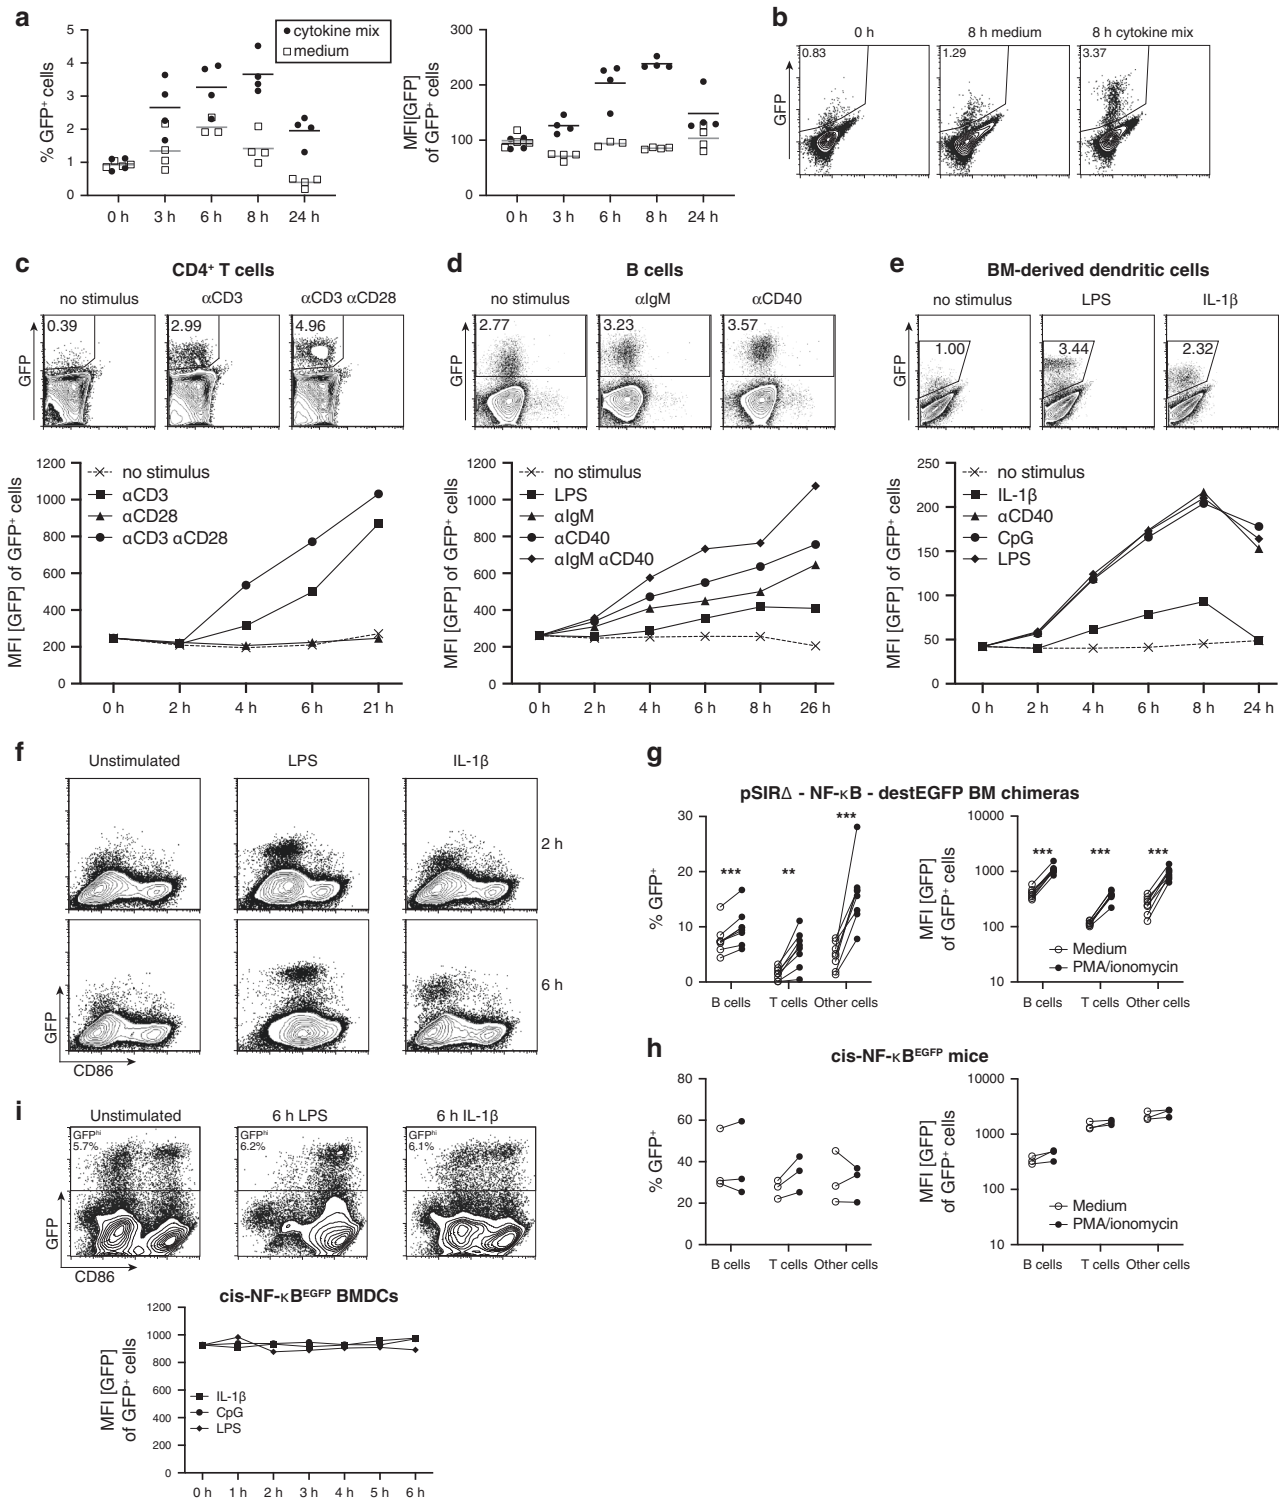 a
cytokine mix
medium
% GFP⁺ cells
5
4
3
2
1
0
0 h 3 h 6 h 8 h 24 h
MFI[GFP]
of GFP⁺ cells
300
200
100
0
0 h 3 h 6 h 8 h 24 h
b
0 h 8 h medium 8 h cytokine mix
0.83 1.29 3.37
GFP
c
CD4⁺ T cells
no stimulus αCD3 αCD3 αCD28
0.39 2.99 4.96
GFP
MFI [GFP] of GFP⁺ cells
1200
1000
800
600
400
200
0
no stimulus
αCD3
αCD28
αCD3 αCD28
0 h 2 h 4 h 6 h 21 h
d
B cells
no stimulus αIgM αCD40
2.77 3.23 3.57
GFP
MFI [GFP] of GFP⁺ cells
1200
1000
800
600
400
200
0
no stimulus
LPS
αIgM
αCD40
αIgM αCD40
0 h 2 h 4 h 6 h 8 h 26 h
e
BM-derived dendritic cells
no stimulus LPS IL-1β
1.00 3.44 2.32
GFP
MFI [GFP] of GFP⁺ cells
250
200
150
100
50
0
no stimulus
IL-1β
αCD40
CpG
LPS
0 h 2 h 4 h 6 h 8 h 24 h
f
Unstimulated LPS IL-1β
2 h
6 h
GFP
CD86
g
pSIRΔ - NF-κB - destEGFP BM chimeras
% GFP⁺
30
20
10
0
*** ** ***
B cells T cells Other cells
MFI [GFP]
of GFP⁺ cells
10000
1000
100
10
*** *** ***
Medium
PMA/ionomycin
B cells T cells Other cells
h
cis-NF-κBᴱᴳᶠᴾ mice
% GFP⁺
80
60
40
20
0
B cells T cells Other cells
MFI [GFP]
of GFP⁺ cells
10000
1000
100
10
Medium
PMA/ionomycin
B cells T cells Other cells
i
Unstimulated 6 h LPS 6 h IL-1β
GFPʰⁱ GFPʰⁱ GFPʰⁱ
5.7% 6.2% 6.1%
GFP
CD86
cis-NF-κBᴱᴳᶠᴾ BMDCs
MFI [GFP]
of GFP⁺ cells
1200
1000
800
600
400
200
0
IL-1β
CpG
LPS
0 h 1 h 2 h 3 h 4 h 5 h 6 h